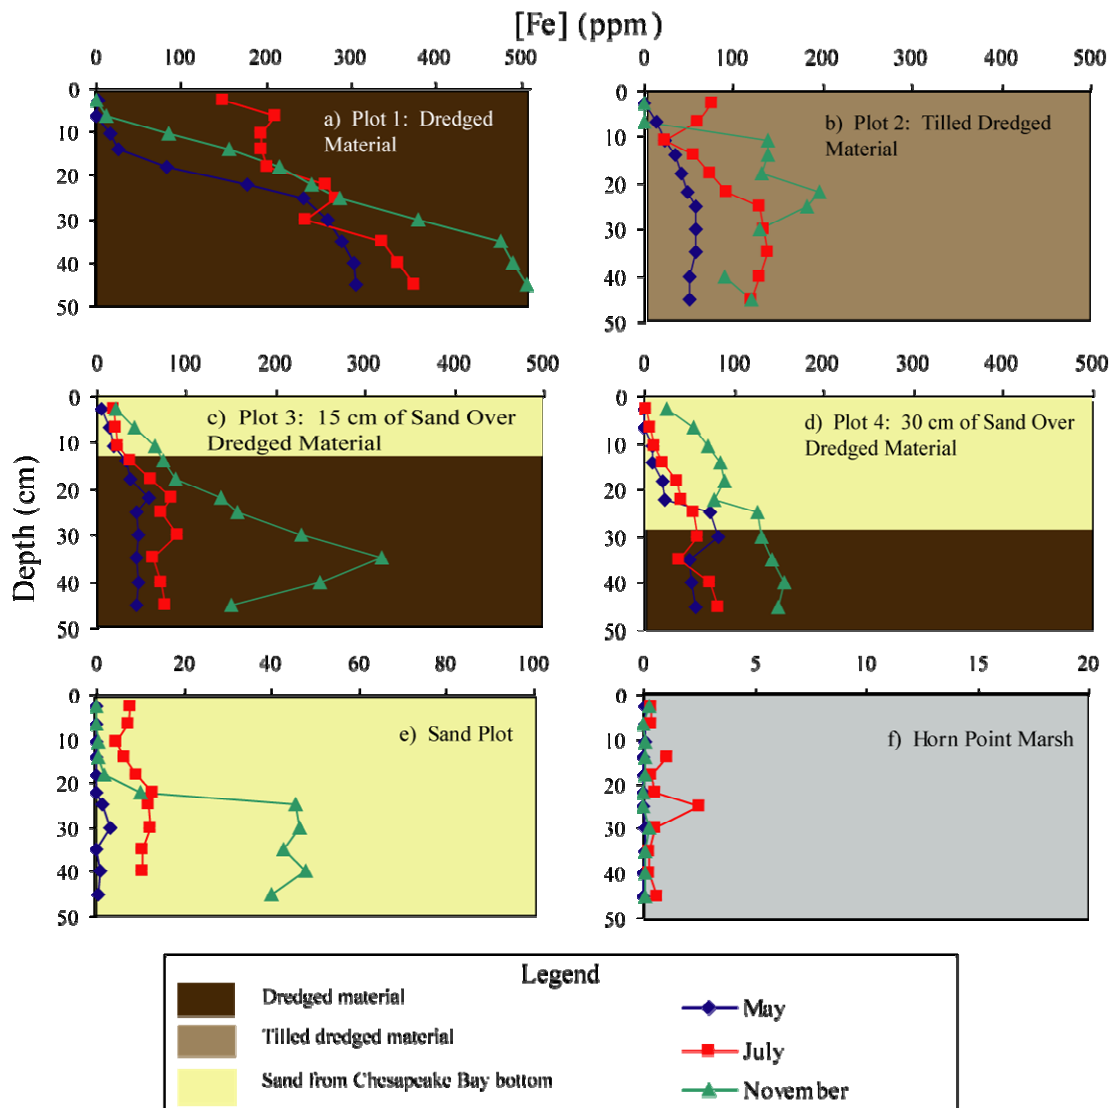 [Fe] (ppm)
0 100 200 300 400 500
0 100 200 300 400 500
0
10
20
30
40
50
a) Plot 1: Dredged
Material
0
10
20
30
40
50
b) Plot 2: Tilled Dredged
Material
0 100 200 300 400 500
0 100 200 300 400 500
Depth (cm)
0
10
20
30
40
50
c) Plot 3: 15 cm of Sand Over
Dredged Material
0
10
20
30
40
50
d) Plot 4: 30 cm of Sand Over
Dredged Material
0 20 40 60 80 100
0 5 10 15 20
0
10
20
30
40
50
e) Sand Plot
0
10
20
30
40
50
f) Horn Point Marsh
Legend
Dredged material
Tilled dredged material
Sand from Chesapeake Bay bottom
May
July
November